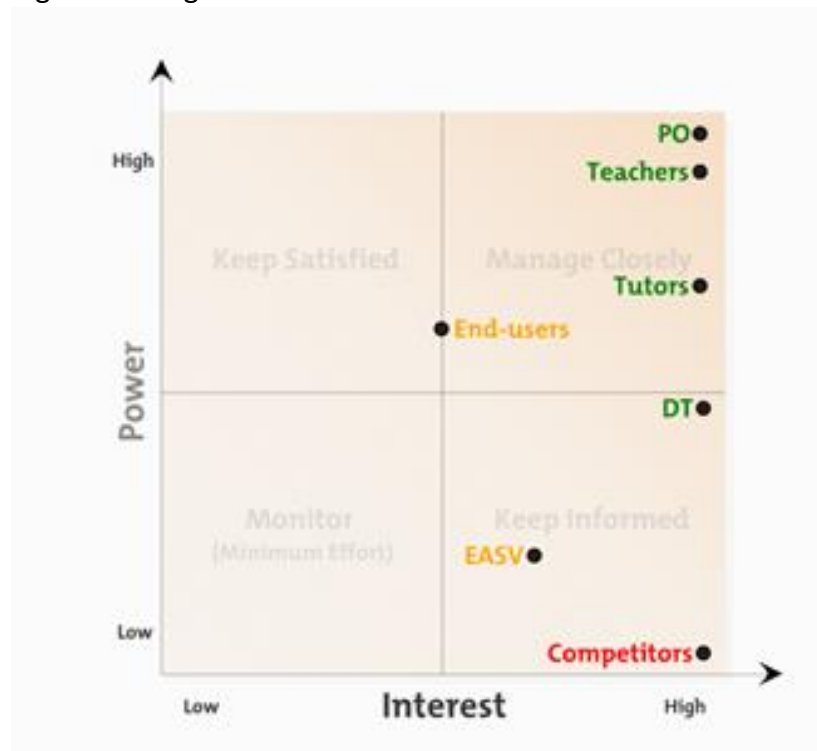 High
PO
Teachers
Keep Satisfied
Manage Closely
Tutors
End-users
Power
DT
Monitor
(Minimum Effort)
Keep Informed
EASV
Low
Competitors
Low
Interest
High